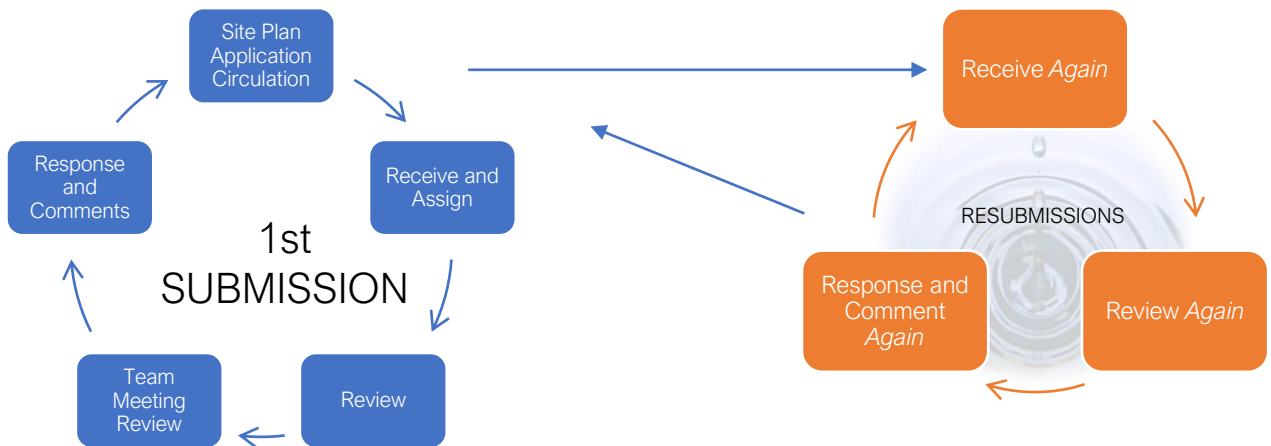 Site Plan
Application
Circulation
Receive and
Assign
Review
Team
Meeting
Review
Response
and
Comments
1st
SUBMISSION
Receive Again
Review Again
Response and
Comment
Again
RESUBMISSIONS